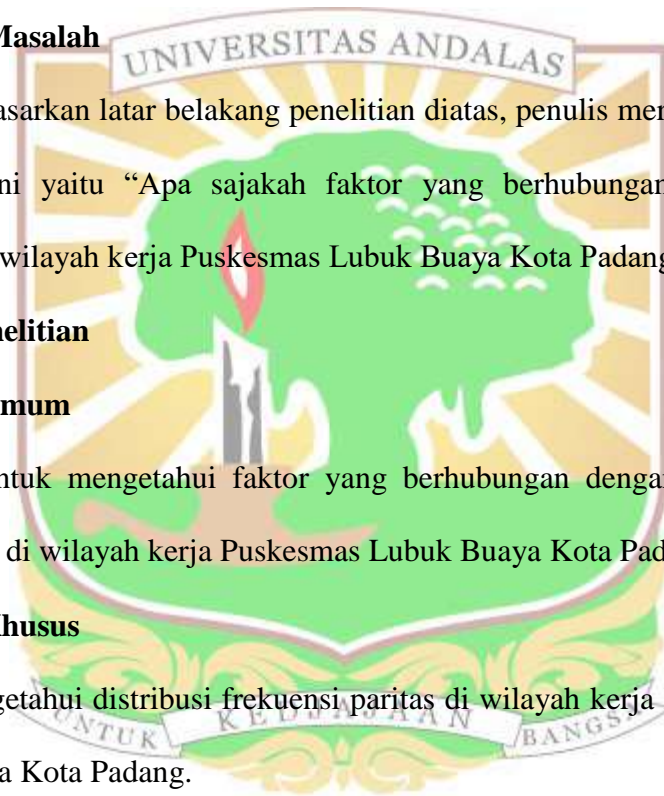 Masalah
UNIVERSITAS ANDALAS
asarkan latar belakang penelitian diatas, penulis mer
ni yaitu “Apa sajakah faktor yang berhubungan
wilayah kerja Puskesmas Lubuk Buaya Kota Padang
nelitian
mum
ntuk mengetahui faktor yang berhubungan dengan
di wilayah kerja Puskesmas Lubuk Buaya Kota Pad
Khusus
getahui distribusi frekuensi paritas di wilayah kerja
UNTUK KEDJAJAAN BANGSA
a Kota Padang.